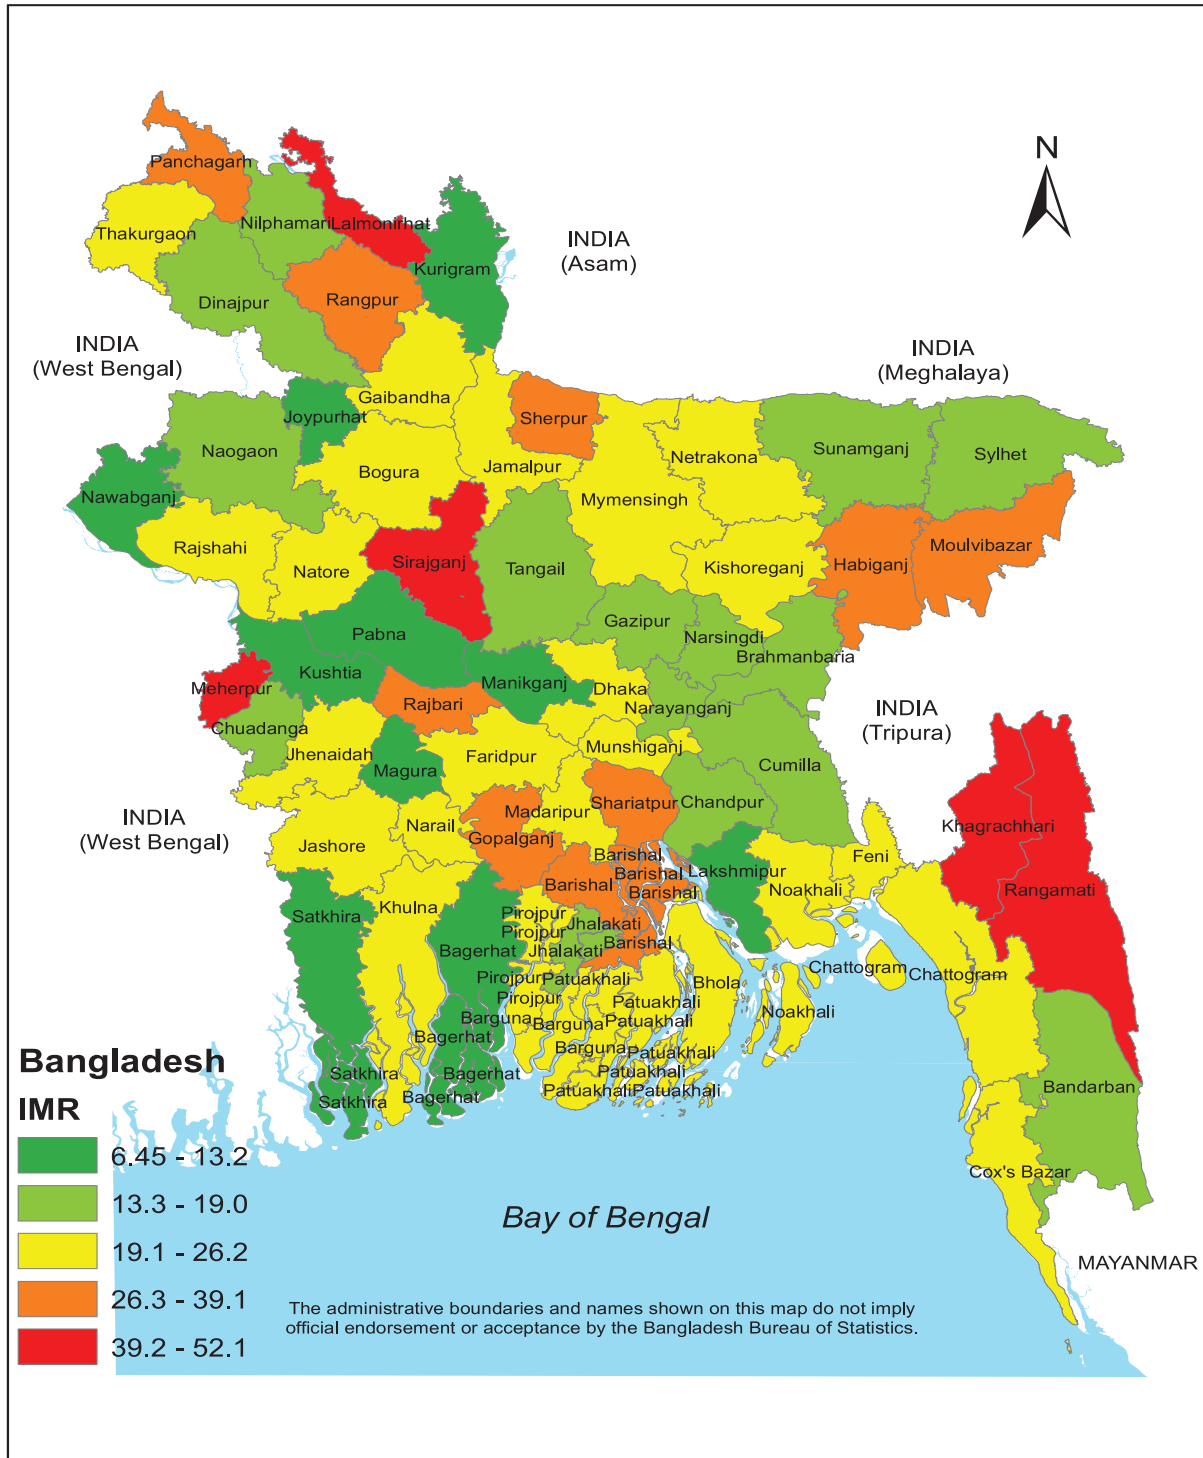 N
Panchagarh
Thakurgaon
Nilphamari
Lalmonirhat
Kurigram
INDIA
(Asam)
Dinajpur
Rangpur
INDIA
(West Bengal)
INDIA
(Meghalaya)
Gaibandha
Joypurhat
Sherpur
Naogaon
Sunamganj
Sylhet
Netrakona
Bogura
Jamalpur
Mymensingh
Nawabganj
Rajshahi
Natore
Sirajganj
Tangail
Kishoreganj
Habiganj
Moulvibazar
Pabna
Gazipur
Narsingdi
Brahmanbaria
Kushtia
Manikganj
Dhaka
Meherpur
Rajbari
Narayanganj
INDIA
(Tripura)
Chuadanga
Jhenaidah
Magura
Faridpur
Munshiganj
Cumilla
INDIA
(West Bengal)
Narail
Madaripur
Shariatpur
Chandpur
Khagrachhari
Jashore
Gopalganj
Barishal
Barishal
Barishal
Barishal
Lakshmipur
Noakhali
Feni
Rangamati
Satkhira
Khulna
Bagerhat
Pirojpur
Pirojpur
Jhalakati
Jhalakati
Barishal
Pirojpur
Patuakhali
Pirojpur
Bhola
Chattogram
Chattogram
Barguna
Barguna
Patuakhali
Patuakhali
Noakhali
Bagerhat
Barguna
Patuakhali
Satkhira
Bagerhat
Patuakhali
Satkhira
Bagerhat
Patuakhali
Patuakhali
Bandarban
Cox's Bazar
Bangladesh
IMR
6.45 - 13.2
13.3 - 19.0
19.1 - 26.2
26.3 - 39.1
39.2 - 52.1
Bay of Bengal
MAYANMAR
The administrative boundaries and names shown on this map do not imply
official endorsement or acceptance by the Bangladesh Bureau of Statistics.